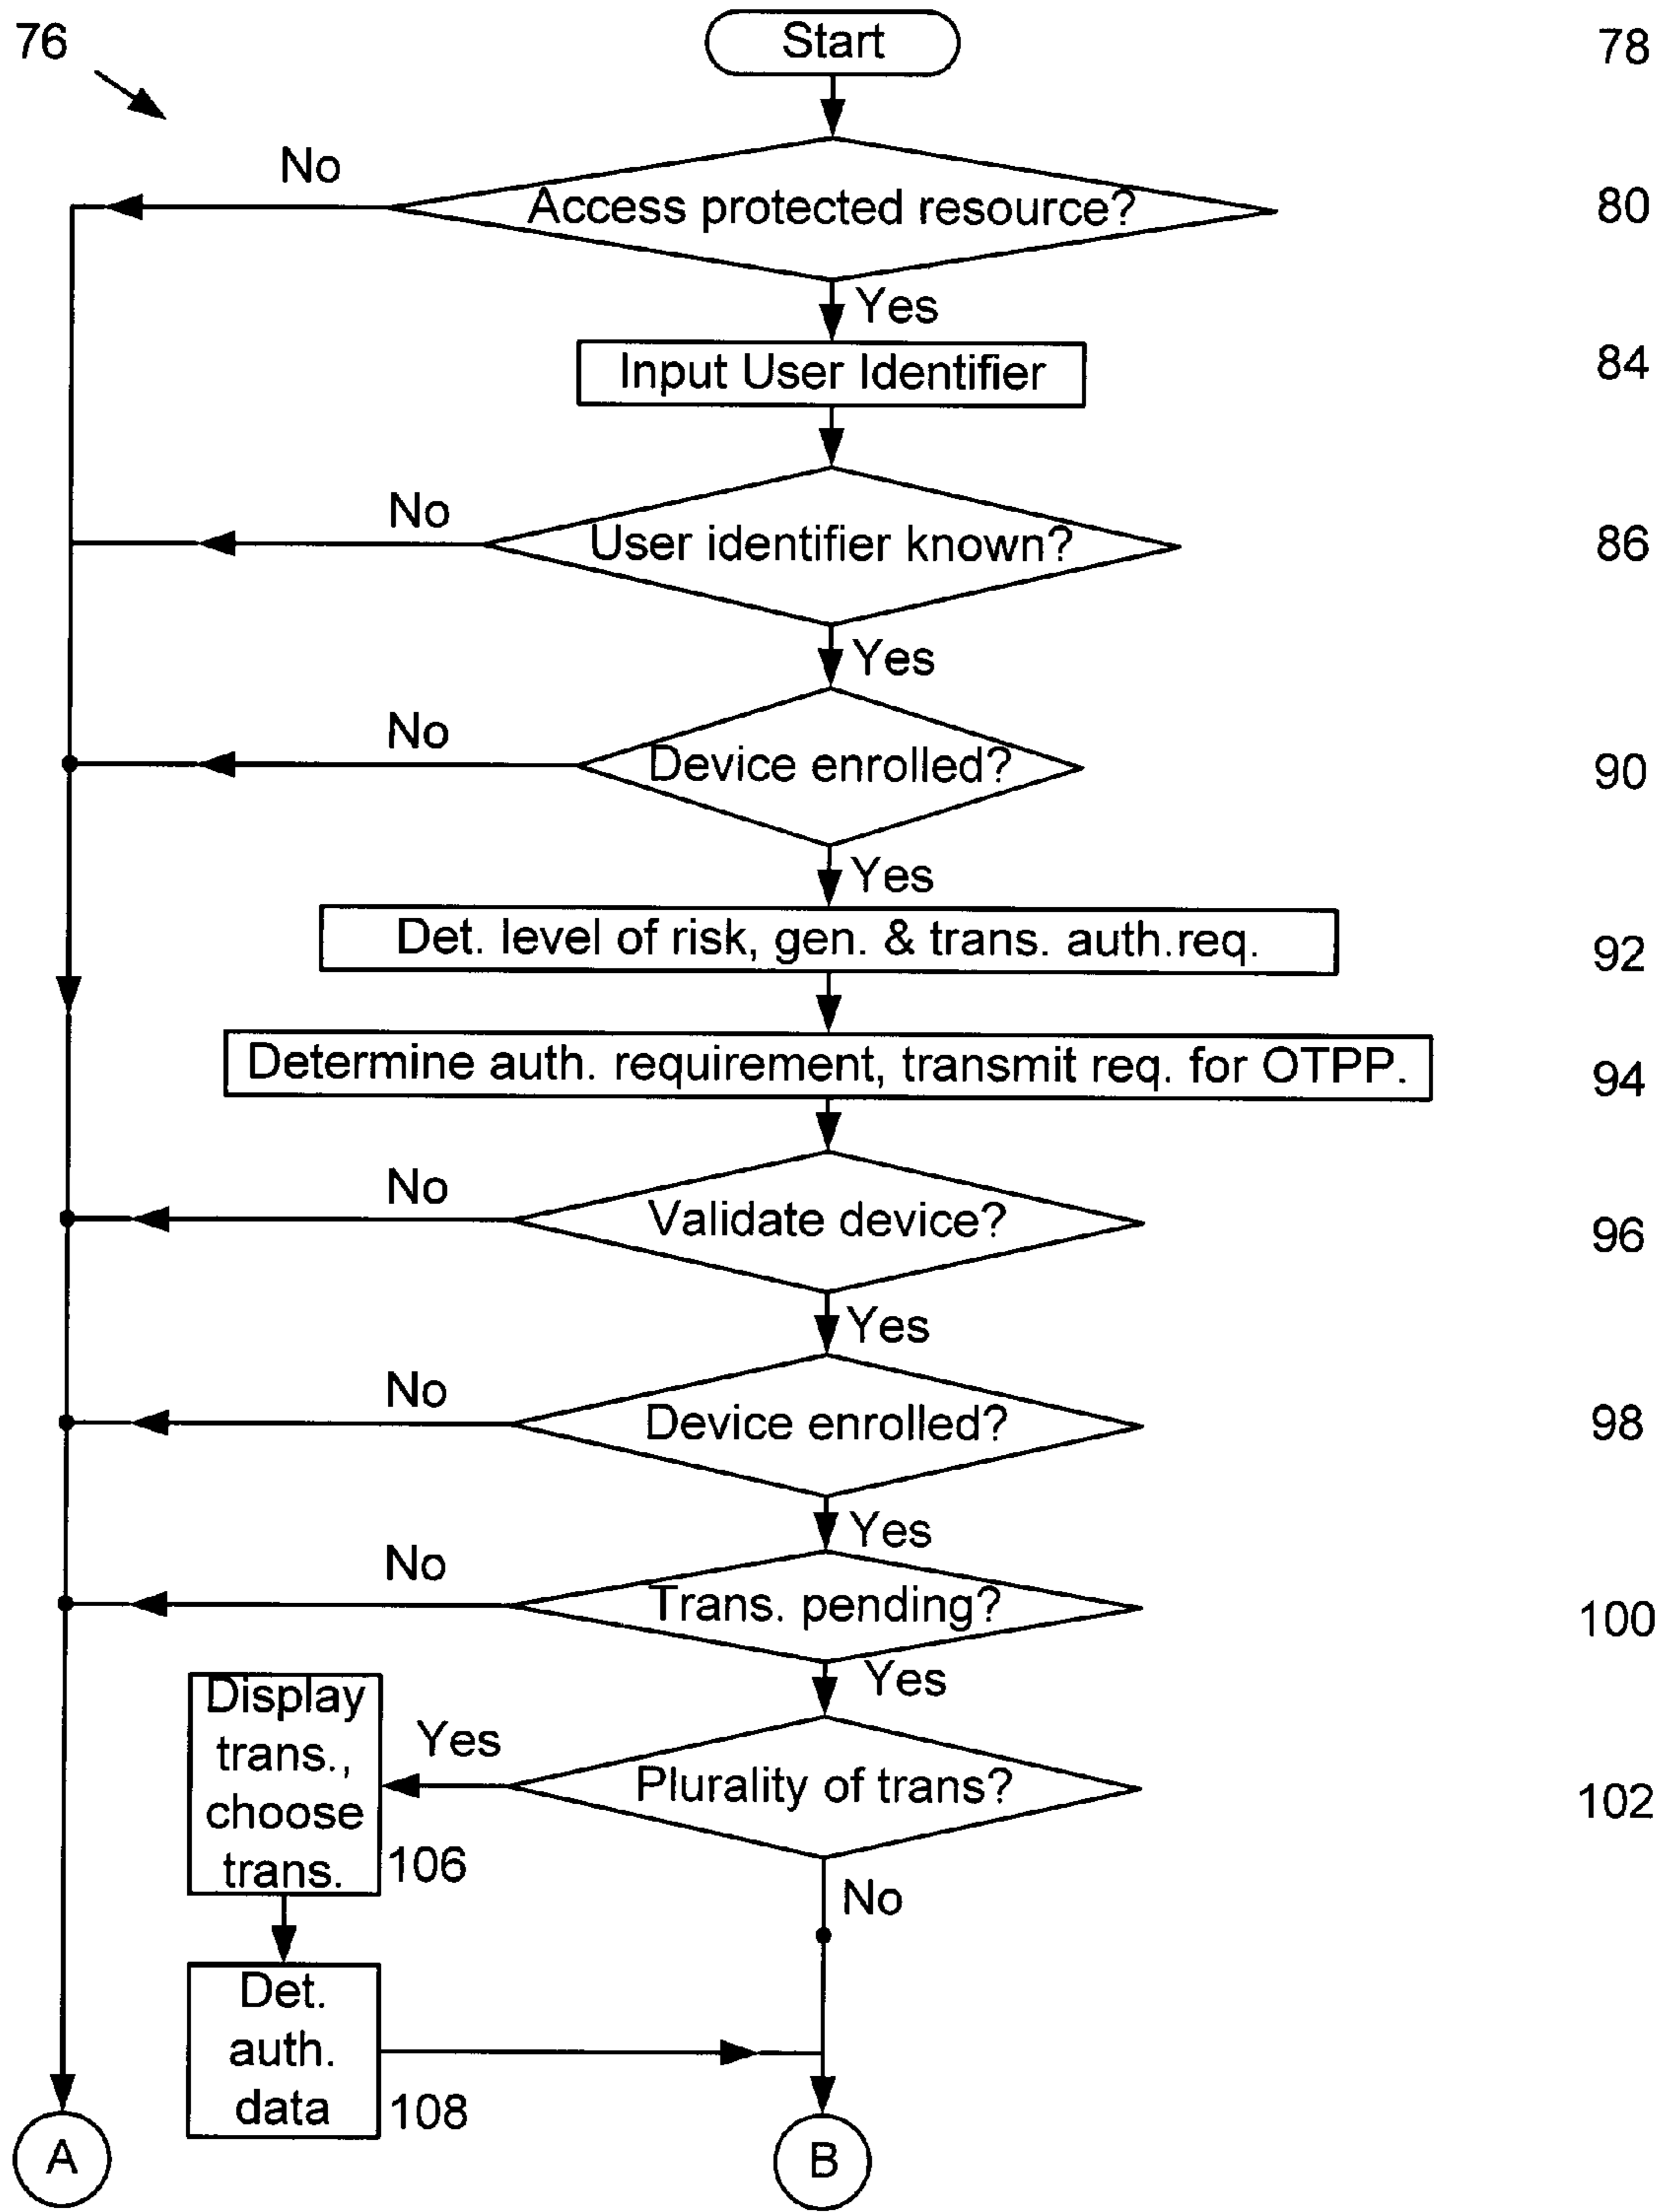 76
Start
78
No
Access protected resource?
80
Yes
Input User Identifier
84
No
User identifier known?
86
Yes
No
Device enrolled?
90
Yes
Det. level of risk, gen. & trans. auth.req.
92
Determine auth. requirement, transmit req. for OTPP.
94
No
Validate device?
96
Yes
No
Device enrolled?
98
Yes
No
Trans. pending?
100
Yes
Display
trans.,
choose
trans.
106
Yes
Plurality of trans?
102
No
Det.
auth.
data
108
A
B